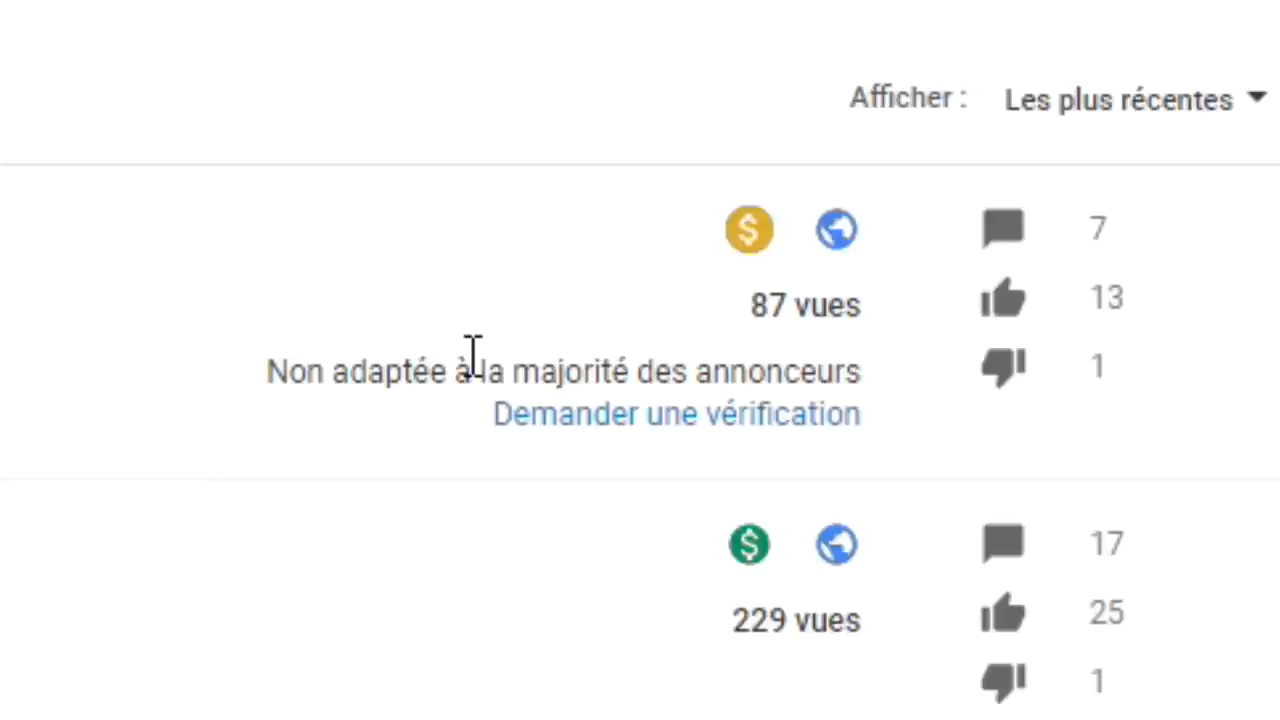 Afficher : Les plus récentes
$ 7
87 vues 13
Non adaptée à la majorité des annonceurs 1
Demander une vérification
$ 17
229 vues 25
1